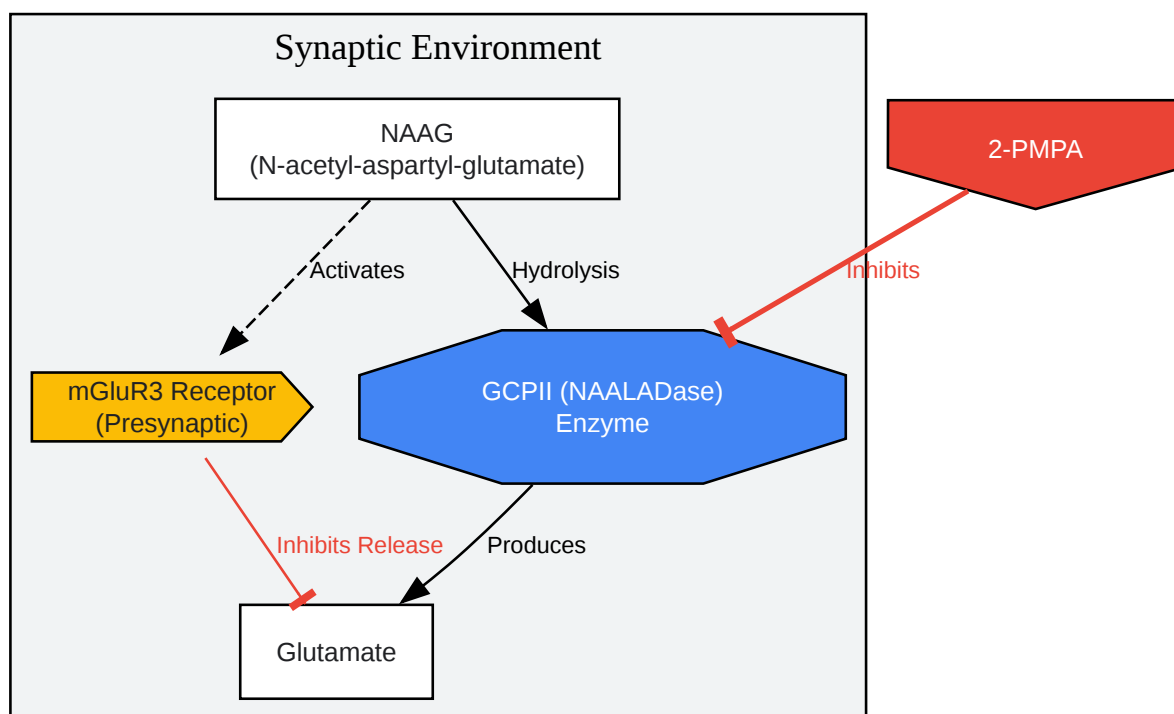 Synaptic Environment
NAAG
(N-acetyl-aspartyl-glutamate)
2-PMPA
Activates
Hydrolysis
Inhibits
mGluR3 Receptor
(Presynaptic)
GCPII (NAALADase)
Enzyme
Inhibits Release
Produces
Glutamate